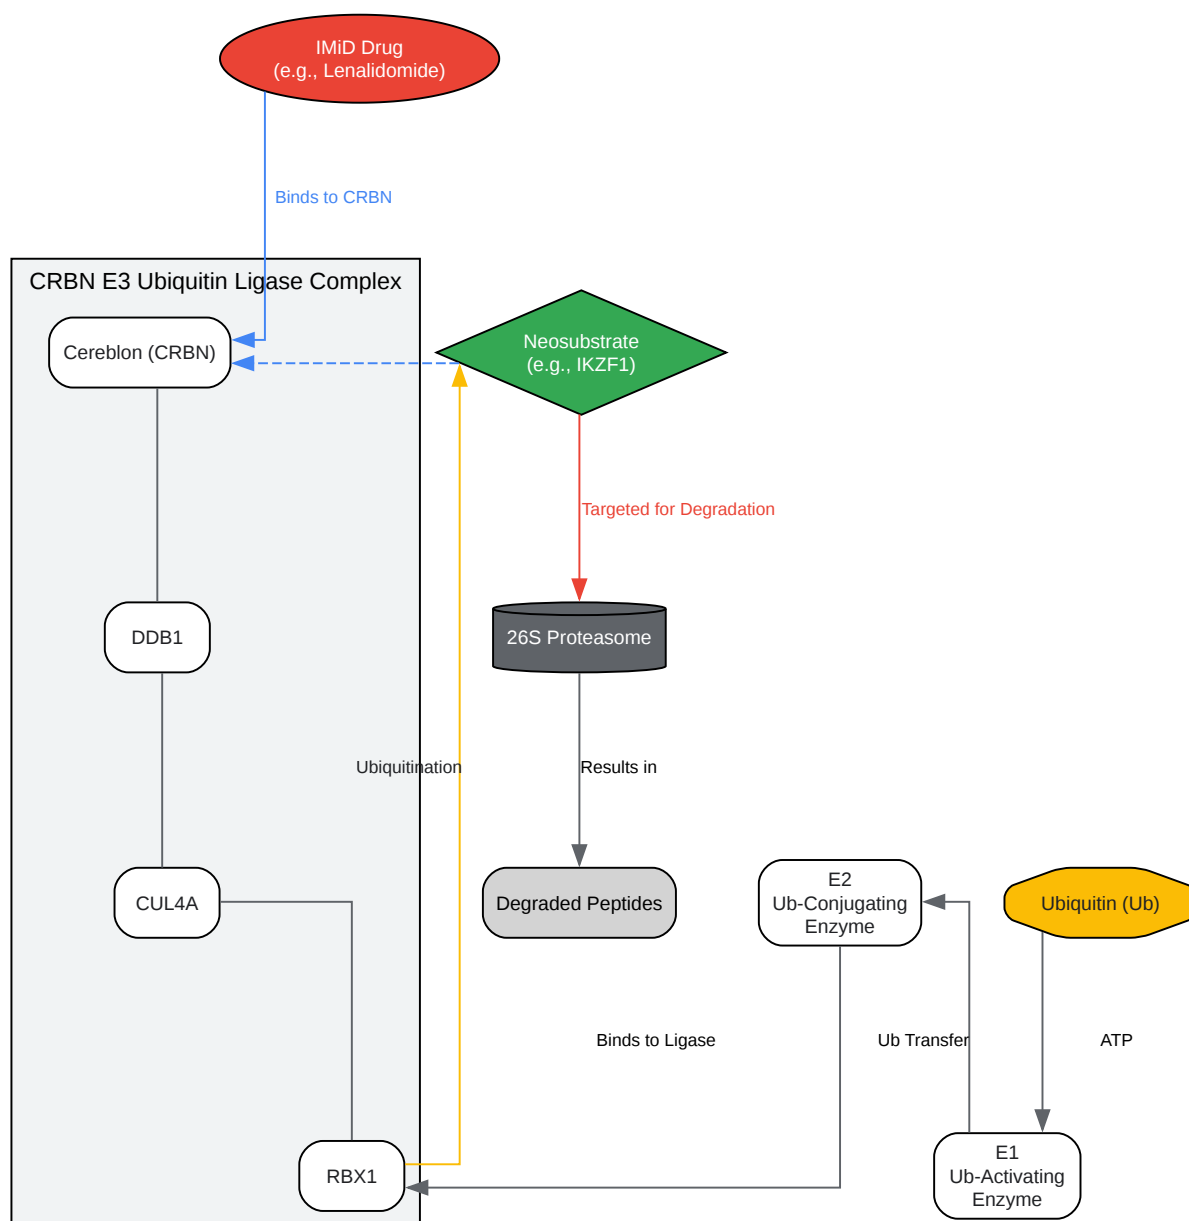 IMiD Drug
(e.g., Lenalidomide)
Binds to CRBN
CRBN E3 Ubiquitin Ligase Complex
Cereblon (CRBN)
Neosubstrate
(e.g., IKZF1)
Targeted for Degradation
DDB1
26S Proteasome
Ubiquitination
Results in
CUL4A
Degraded Peptides
E2
Ub-Conjugating
Enzyme
Ubiquitin (Ub)
Binds to Ligase
Ub Transfer
ATP
RBX1
E1
Ub-Activating
Enzyme